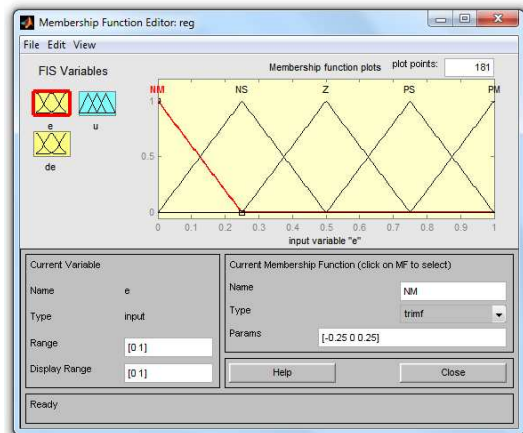 Membership Function Editor: reg
File Edit View
FIS Variables
e
u
de
Membership function plots
plot points:
181
NM
NS
Z
PS
PM
1
0.5
0
0 0.1 0.2 0.3 0.4 0.5 0.6 0.7 0.8 0.9 1
input variable "e"
Current Variable
Name e
Type input
Range [0 1]
Display Range [0 1]
Current Membership Function (click on MF to select)
Name NM
Type trimf
Params [-0.25 0 0.25]
Help
Close
Ready